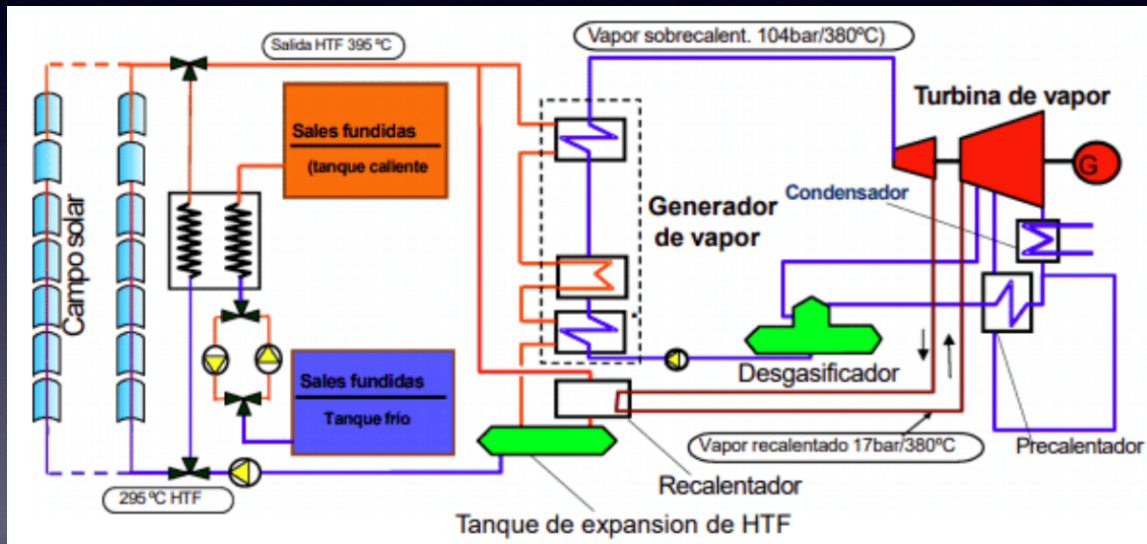 Salida HTF 395 ºC
Vapor sobrecalent. 104bar/380ºC)
Turbina de vapor
Sales fundidas
(tanque caliente
G
Condensador
Generador
de vapor
Campo solar
Sales fundidas
Tanque frío
Desgasificador
Vapor recalentado 17bar/380ºC
Precalentador
295 ºC HTF
Recalentador
Tanque de expansion de HTF